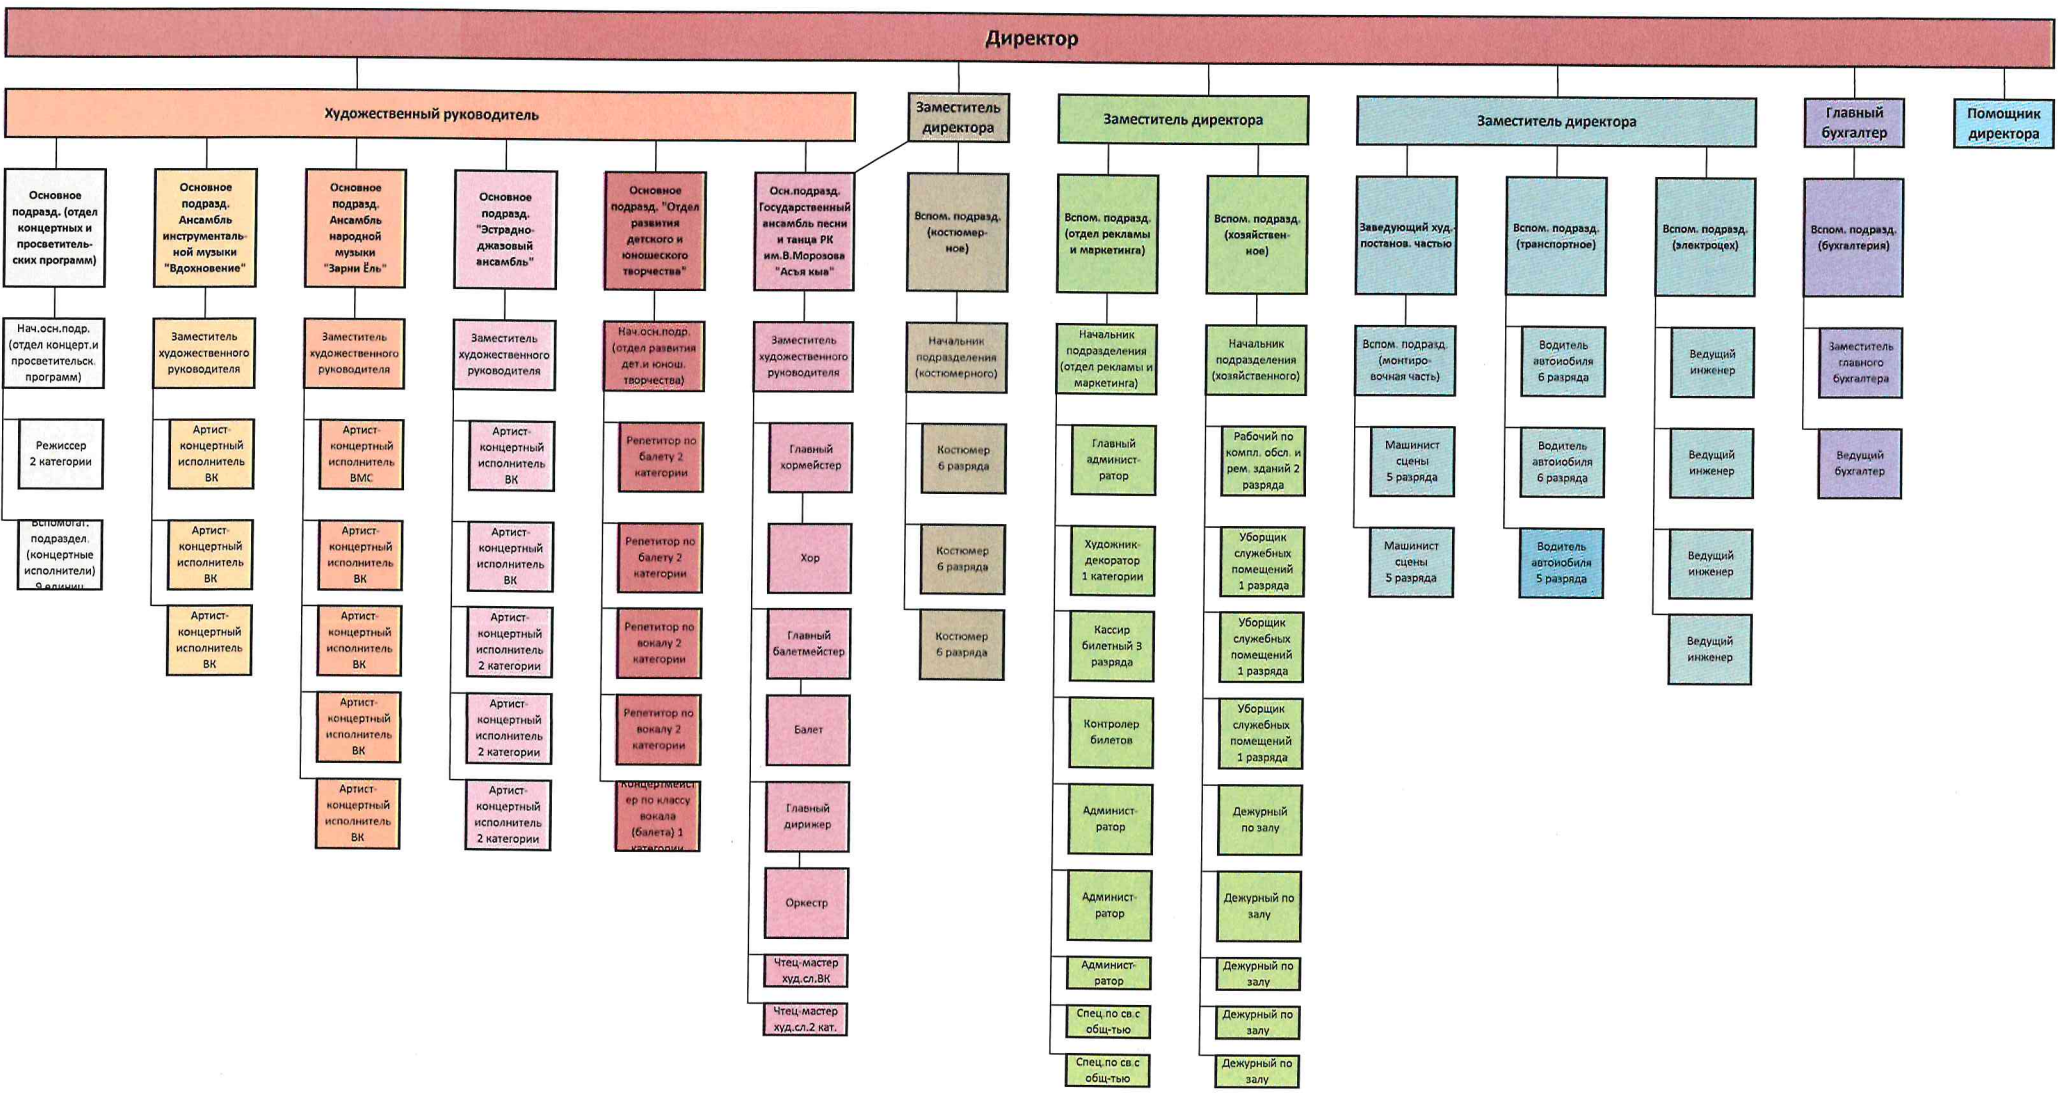 Директор
Художественный руководитель
Заместитель
директора
Заместитель директора
Заместитель директора
Главный
бухгалтер
Помощник
директора
Основное
подразд. (отдел
концертных и
просветитель-
ских программ)
Основное
подразд.
Ансамбль
инструменталь-
ной музыки
"Вдохновение"
Основное
подразд.
Ансамбль
народной
музыки
"Зарни Ёль"
Основное
подразд.
"Эстрадно-
джазовый
ансамбль"
Основное
подразд. "Отдел
развития
детского и
юношеского
творчества"
Осн.подразд.
Государственный
ансамбль песни
и танца РК
им.В.Морозова
"Асъя кыа"
Вспом. подразд.
(костюмер-
ное)
Вспом. подразд.
(отдел рекламы
и маркетинга)
Вспом. подразд.
(хозяйствен-
ное)
Заведующий худ.-
постанов. частью
Вспом. подразд.
(транспортное)
Вспом. подразд.
(электроцех)
Вспом. подразд.
(бухгалтерия)
Нач.осн.подр.
(отдел концерт.и
просветительск.
программ)
Заместитель
художественного
руководителя
Заместитель
художественного
руководителя
Заместитель
художественного
руководителя
Нач.осн.подр.
(отдел развития
дет.и юнош.
творчества)
Заместитель
художественного
руководителя
Начальник
подразделения
(костюмерного)
Начальник
подразделения
(отдел рекламы и
маркетинга)
Начальник
подразделения
(хозяйственного)
Вспом. подразд.
(монтиро-
вочная часть)
Водитель
автоиобиля
6 разряда
Ведущий
инженер
Заместитель
главного
бухгалтера
Режиссер
2 категории
Артист-
концертный
исполнитель
ВК
Артист-
концертный
исполнитель
ВМС
Артист-
концертный
исполнитель
ВК
Репетитор по
балету 2
категории
Главный
хормейстер
Костюмер
6 разряда
Главный
админист-
ратор
Рабочий по
компл. обсл. и
рем. зданий 2
разряда
Машинист
сцены
5 разряда
Водитель
автоиобиля
6 разряда
Ведущий
инженер
Ведущий
бухгалтер
Вспомогат.
подраздел.
(концертные
исполнители)
9 единиц
Артист-
концертный
исполнитель
ВК
Артист-
концертный
исполнитель
ВК
Артист-
концертный
исполнитель
ВК
Репетитор по
балету 2
категории
Хор
Костюмер
6 разряда
Художник-
декоратор
1 категории
Уборщик
служебных
помещений
1 разряда
Машинист
сцены
5 разряда
Водитель
автоиобиля
5 разряда
Ведущий
инженер
Артист-
концертный
исполнитель
ВК
Артист-
концертный
исполнитель
ВК
Артист-
концертный
исполнитель
2 категории
Репетитор по
вокалу 2
категории
Главный
балетмейстер
Костюмер
6 разряда
Кассир
билетный 3
разряда
Уборщик
служебных
помещений
1 разряда
Ведущий
инженер
Артист-
концертный
исполнитель
ВК
Артист-
концертный
исполнитель
2 категории
Репетитор по
вокалу 2
категории
Балет
Контролер
билетов
Уборщик
служебных
помещений
1 разряда
Артист-
концертный
исполнитель
ВК
Артист-
концертный
исполнитель
2 категории
Концертмейст
ер по классу
вокала
(балета) 1
категории
Главный
дирижер
Админист-
ратор
Дежурный
по залу
Оркестр
Админист-
ратор
Дежурный по
залу
Чтец-мастер
худ.сл.ВК
Админист-
ратор
Дежурный по
залу
Чтец-мастер
худ.сл.2 кат.
Спец.по св.с
общ-тью
Дежурный по
залу
Спец.по св.с
общ-тью
Дежурный по
залу